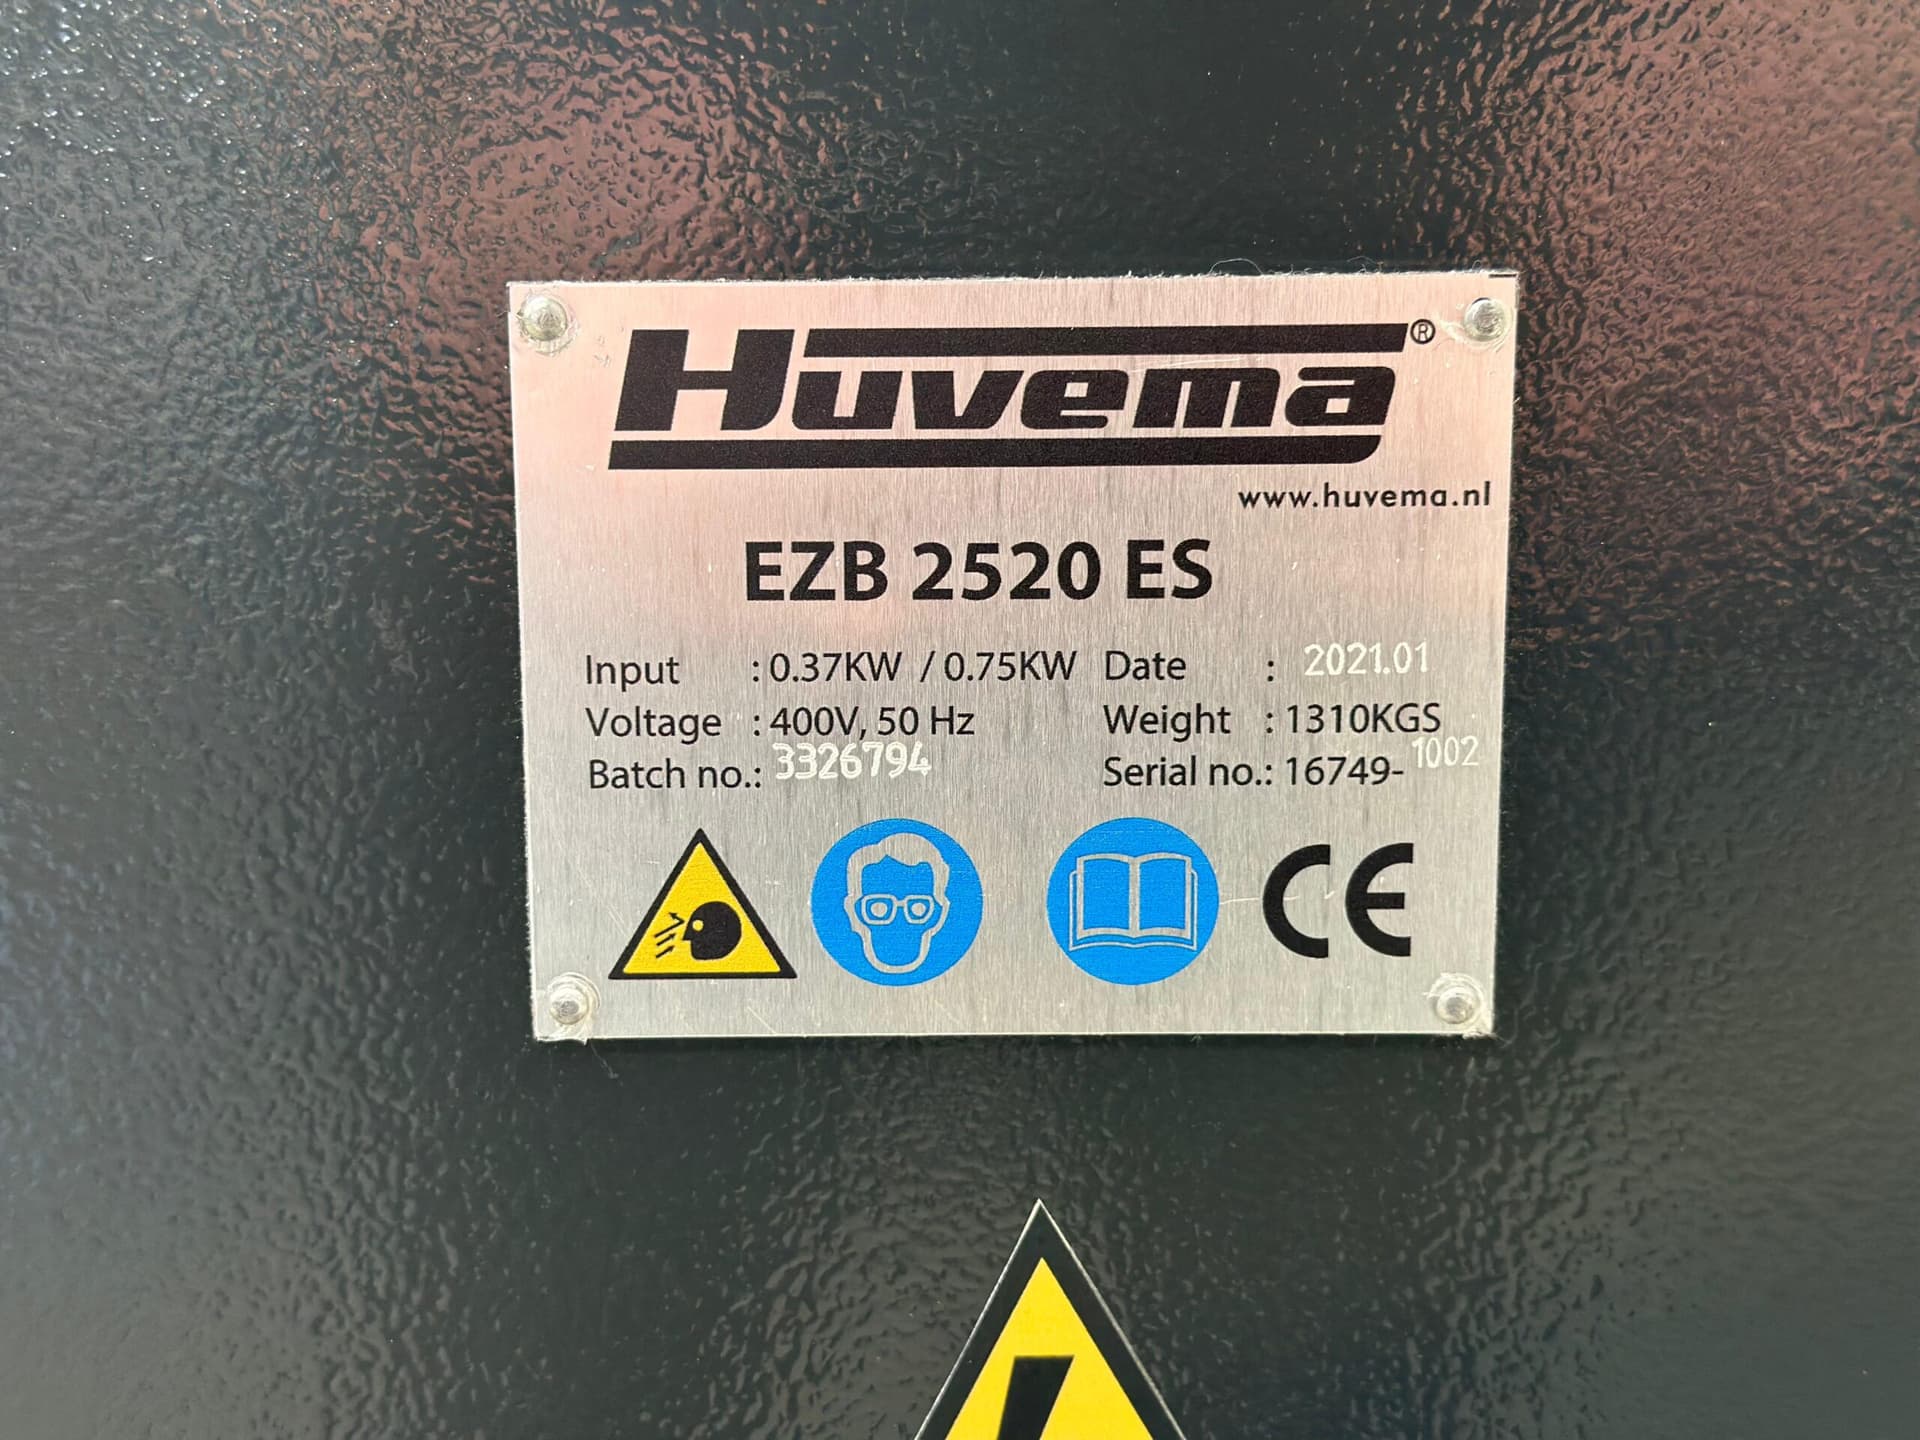 Huvema®
www.huvema.nl
EZB 2520 ES
Input : 0.37KW / 0.75KW Date : 2021.01
Voltage : 400V, 50 Hz Weight : 1310KGS
Batch no.: 3326794 Serial no.: 16749-1002
CE